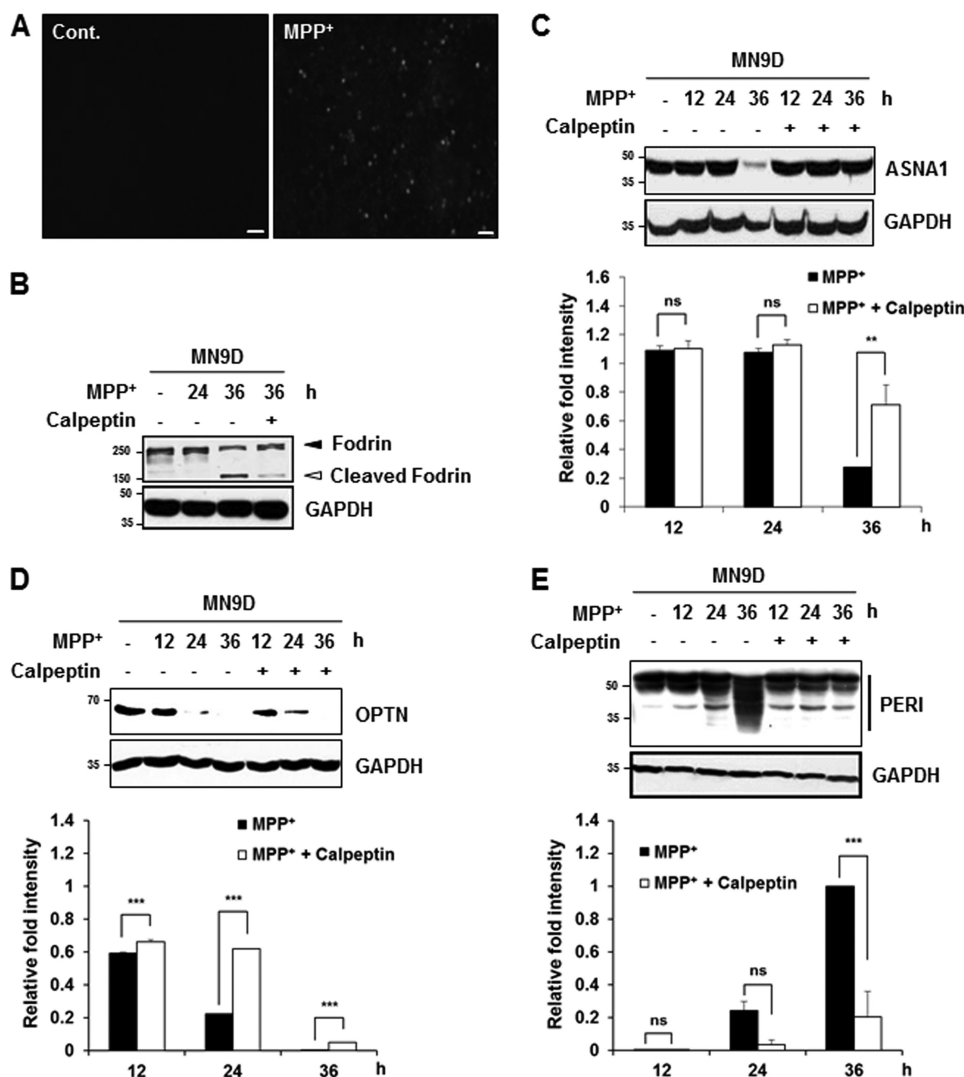 A
Cont.
MPP+
B
MN9D
MPP+ - 24 36 36 h
Calpeptin - - - +
250
150
50
35
Fodrin
Cleaved Fodrin
GAPDH
C
MN9D
MPP+ - 12 24 36 12 24 36 h
Calpeptin - - - - + + +
50
35
ASNA1
35
GAPDH
MPP+
MPP+ + Calpeptin
Relative fold intensity
1.6
1.4
1.2
1
0.8
0.6
0.4
0.2
0
ns
ns
**
12 24 36 h
D
MN9D
MPP+ - 12 24 36 12 24 36 h
Calpeptin - - - - + + +
70
OPTN
35
GAPDH
MPP+
MPP+ + Calpeptin
Relative fold intensity
1.4
1.2
1
0.8
0.6
0.4
0.2
0
***
***
***
12 24 36 h
E
MN9D
MPP+ - 12 24 36 12 24 36 h
Calpeptin - - - - + + +
50
35
PERI
35
GAPDH
MPP+
MPP+ + Calpeptin
Relative fold intensity
1.4
1.2
1
0.8
0.6
0.4
0.2
0
ns
ns
***
12 24 36 h